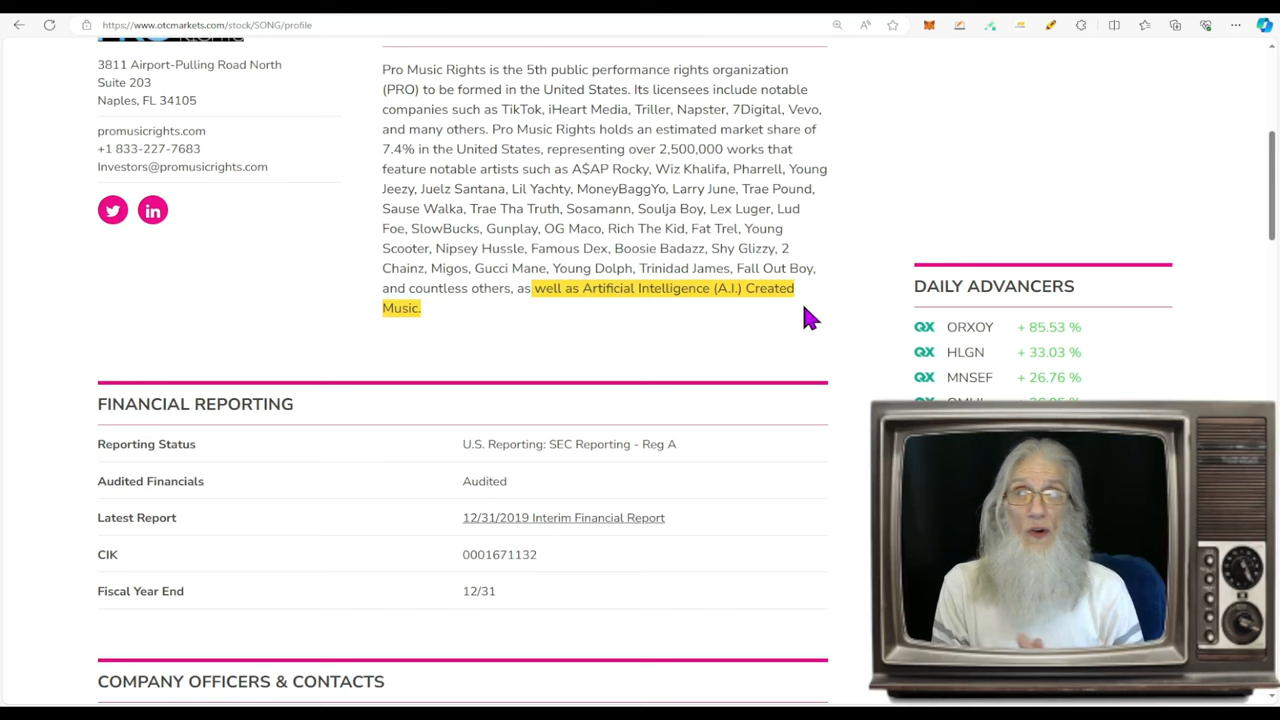 https://www.otcmarkets.com/stock/SONG/profile
3811 Airport-Pulling Road North
Suite 203
Naples, FL 34105
promusicrights.com
+1 833-227-7683
Investors@promusicrights.com
Pro Music Rights is the 5th public performance rights organization
(PRO) to be formed in the United States. Its licensees include notable
companies such as TikTok, iHeart Media, Triller, Napster, 7Digital, Vevo,
and many others. Pro Music Rights holds an estimated market share of
7.4% in the United States, representing over 2,500,000 works that
feature notable artists such as A$AP Rocky, Wiz Khalifa, Pharrell, Young
Jeezy, Juelz Santana, Lil Yachty, MoneyBaggYo, Larry June, Trae Pound,
Sause Walka, Trae Tha Truth, Sosamann, Soulja Boy, Lex Luger, Lud
Foe, SlowBucks, Gunplay, OG Maco, Rich The Kid, Fat Trel, Young
Scooter, Nipsey Hussle, Famous Dex, Boosie Badazz, Shy Glizzy, 2
Chainz, Migos, Gucci Mane, Young Dolph, Trinidad James, Fall Out Boy,
and countless others, as well as Artificial Intelligence (A.I.) Created
Music.
DAILY ADVANCERS
QX ORXOY + 85.53 %
QX HLGN + 33.03 %
QX MNSEF + 26.76 %
FINANCIAL REPORTING
Reporting Status U.S. Reporting: SEC Reporting - Reg A
Audited Financials Audited
Latest Report 12/31/2019 Interim Financial Report
CIK 0001671132
Fiscal Year End 12/31
COMPANY OFFICERS & CONTACTS